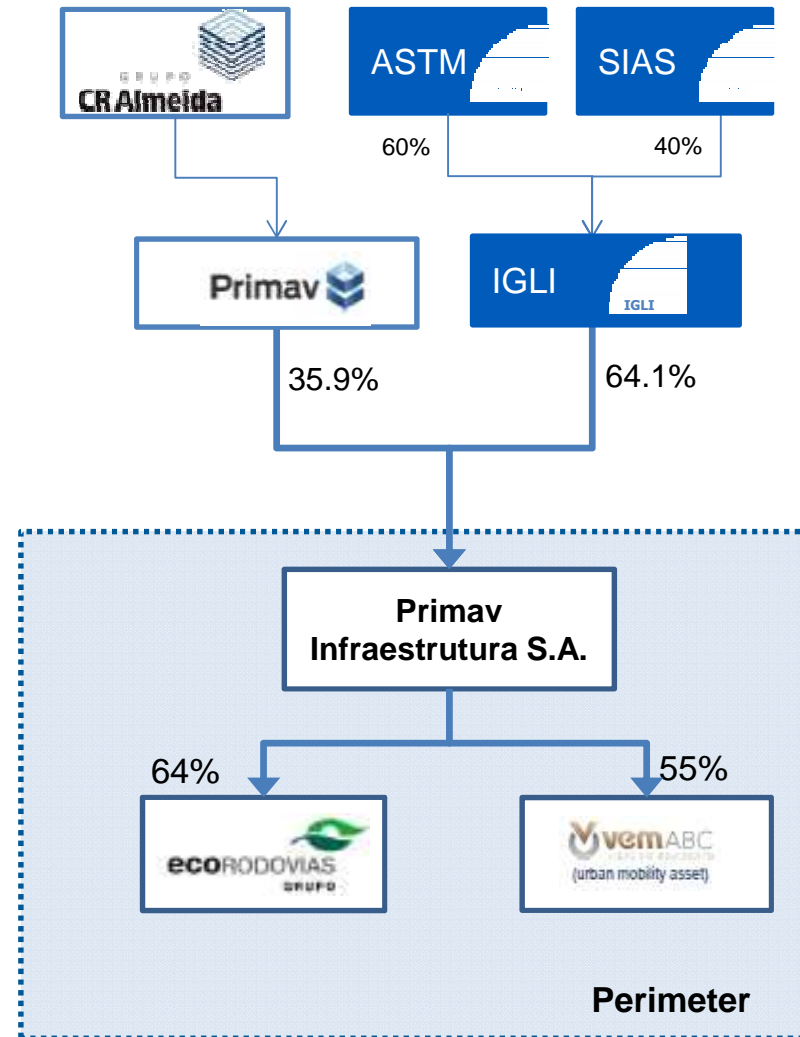 GRUPO
CR Almeida
ASTM
SIAS
60%
40%
Primav
IGLI
IGLI
35.9%
64.1%
Primav
Infraestrutura S.A.
64%
55%
ECORODOVIAS
GRUPO
vemABC
(urban mobility asset)
Perimeter